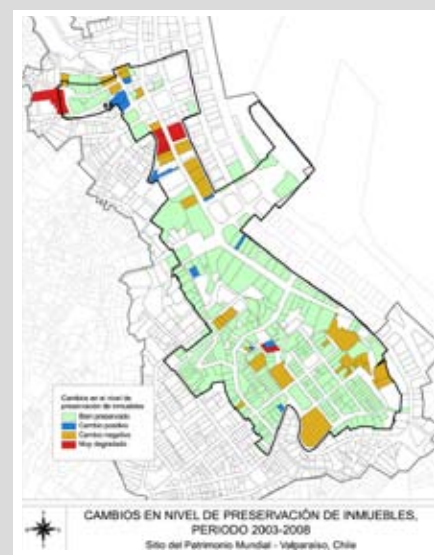 Cambios en el nivel de
preservación de inmuebles
Bien preservado
Cambio positivo
Cambio negativo
Muy degradado
CAMBIOS EN NIVEL DE PRESERVACIÓN DE INMUEBLES,
PERIODO 2003-2008
Sitio del Patrimonio Mundial - Valparaíso, Chile